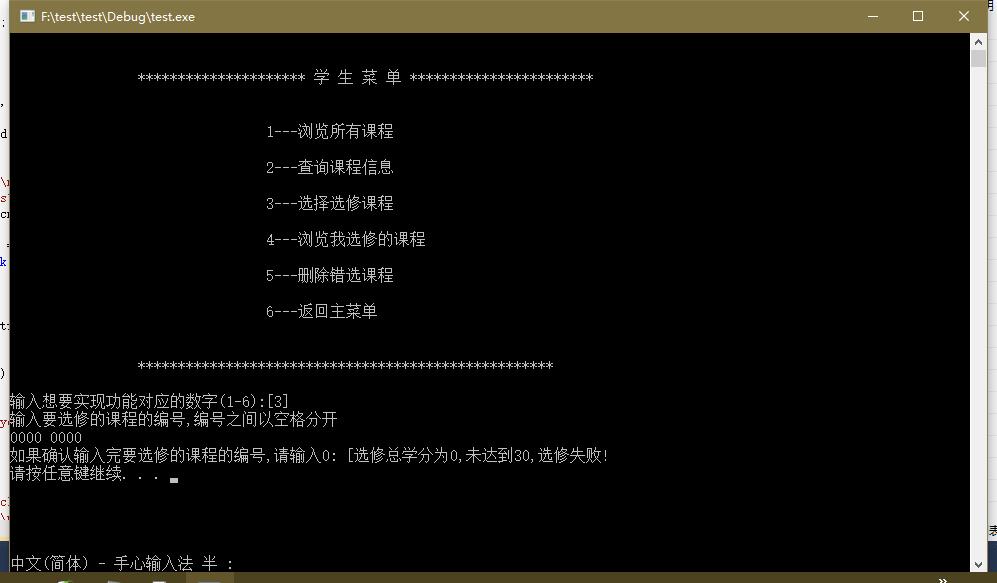 F:\test\test\Debug\test.exe
********************* 学 生 菜 单 ***********************
1---浏览所有课程
2---查询课程信息
3---选择选修课程
4---浏览我选修的课程
5---删除错选课程
6---返回主菜单
****************************************************
输入想要实现功能对应的数字(1-6):[3]
输入要选修的课程的编号,编号之间以空格分开
0000 0000
如果确认输入完要选修的课程的编号,请输入0: [选修总学分为0,未达到30,选修失败!
请按任意键继续. . .
中文(简体) - 手心输入法 半 :